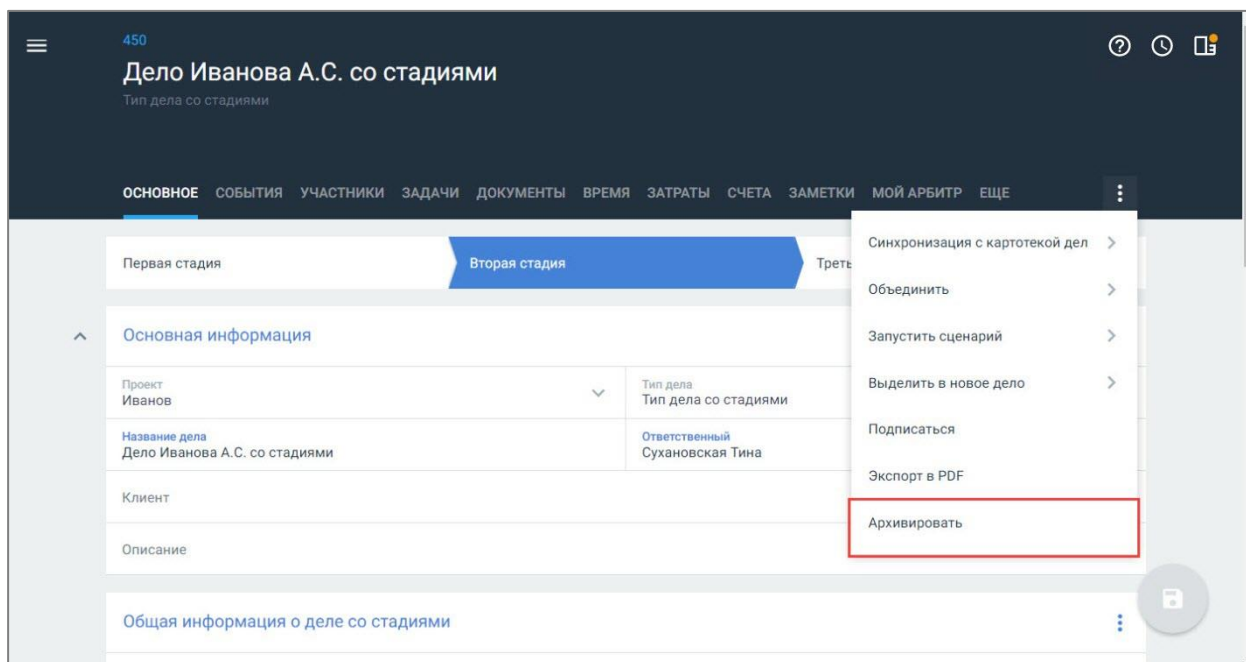 450
Дело Иванова А.С. со стадиями
Тип дела со стадиями
ОСНОВНОЕ СОБЫТИЯ УЧАСТНИКИ ЗАДАЧИ ДОКУМЕНТЫ ВРЕМЯ ЗАТРАТЫ СЧЕТА ЗАМЕТКИ МОЙ АРБИТР ЕЩЕ
Первая стадия
Вторая стадия
Треть
Основная информация
Проект
Иванов
Тип дела
Тип дела со стадиями
Название дела
Дело Иванова А.С. со стадиями
Ответственный
Сухановская Тина
Клиент
Описание
Общая информация о деле со стадиями
Синхронизация с картотекой дел
Объединить
Запустить сценарий
Выделить в новое дело
Подписаться
Экспорт в PDF
Архивировать